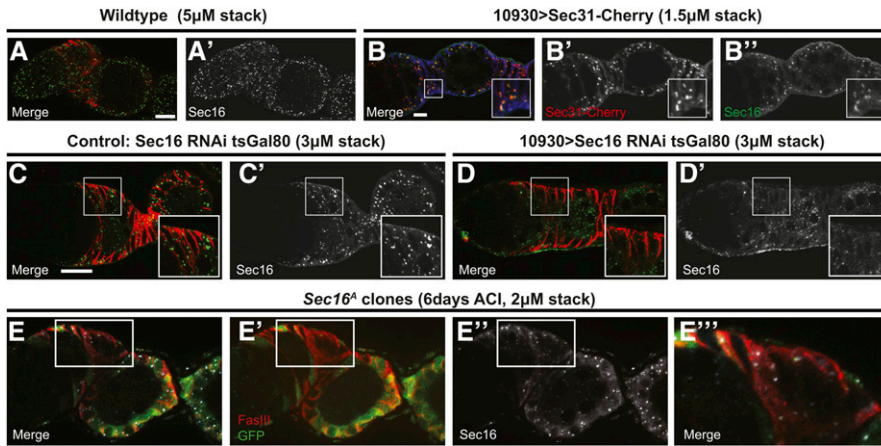 Wildtype (5μM stack)
10930>Sec31-Cherry (1.5μM stack)
A
Merge
A'
Sec16
B
Merge
B'
Sec31-Cherry
B''
Sec16
Control: Sec16 RNAi tsGal80 (3μM stack)
10930>Sec16 RNAi tsGal80 (3μM stack)
C
Merge
C'
Sec16
D
Merge
D'
Sec16
Sec16ᴬ clones (6days ACI, 2μM stack)
E
Merge
E'
FasIII
GFP
E''
Sec16
E'''
Merge